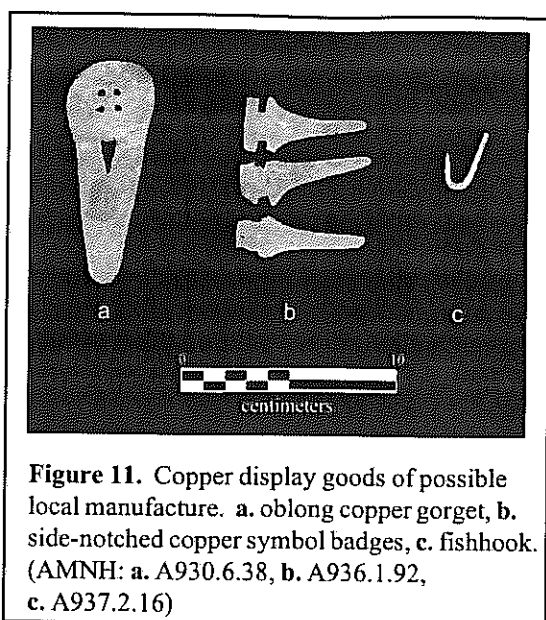 a
b
c
0 10
centimeters
Figure 11. Copper display goods of possible
local manufacture. a. oblong copper gorget, b.
side-notched copper symbol badges, c. fishhook.
(AMNH: a. A930.6.38, b. A936.1.92,
c. A937.2.16)